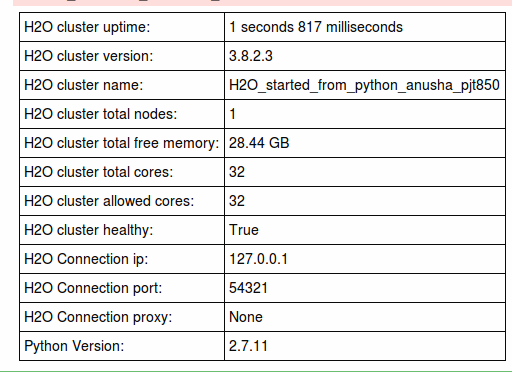 H2O cluster uptime: 1 seconds 817 milliseconds
H2O cluster version: 3.8.2.3
H2O cluster name: H2O_started_from_python_anusha_pjt850
H2O cluster total nodes: 1
H2O cluster total free memory: 28.44 GB
H2O cluster total cores: 32
H2O cluster allowed cores: 32
H2O cluster healthy: True
H2O Connection ip: 127.0.0.1
H2O Connection port: 54321
H2O Connection proxy: None
Python Version: 2.7.11